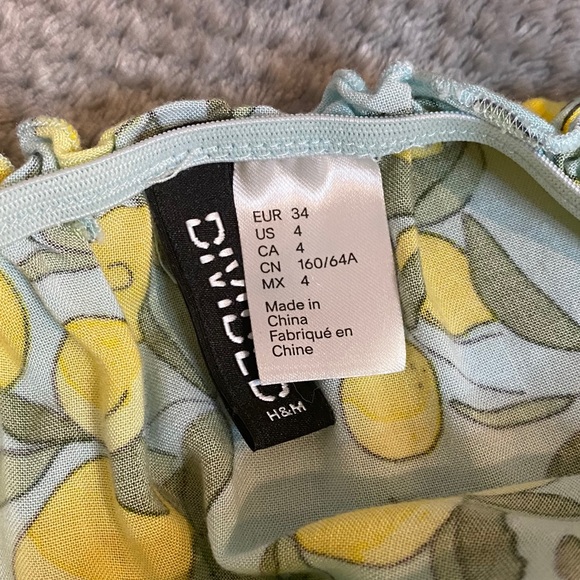 EUR 34
US 4
CA 4
CN 160/64A
MX 4
Made in
China
Fabriqué en
Chine
DIVIDED
H&M